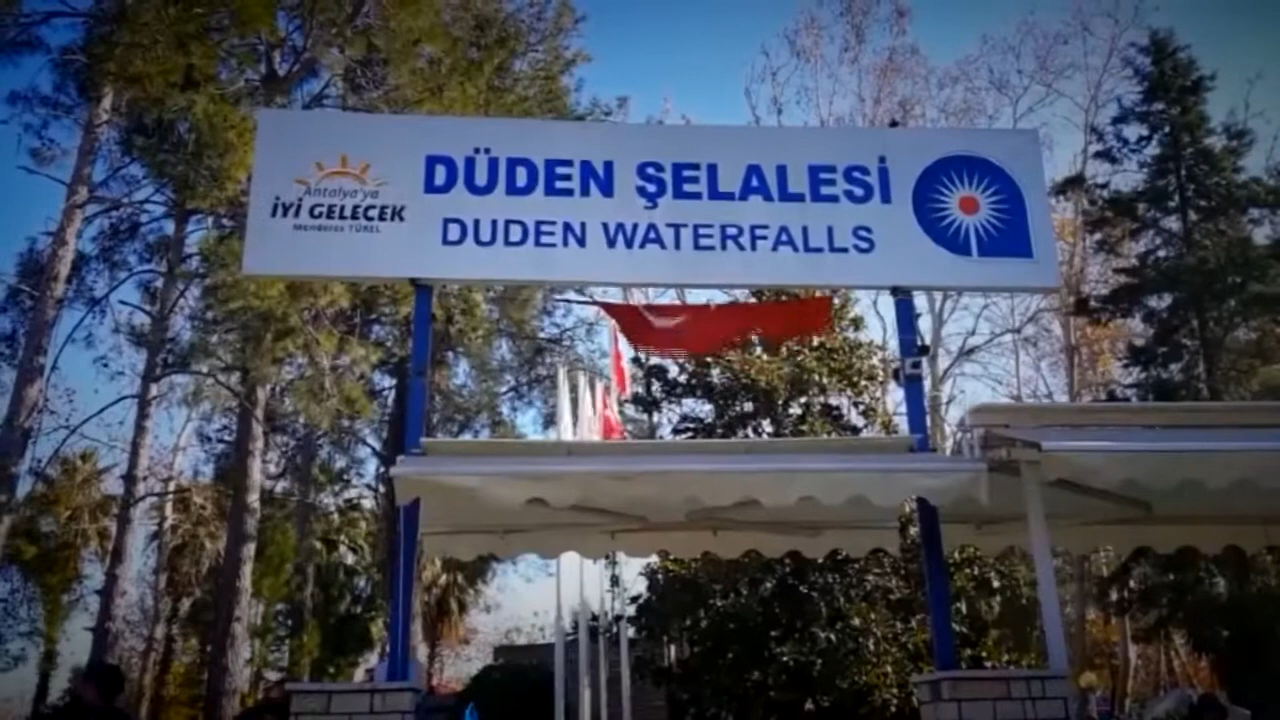 Antalya'ya
İYİ GELECEK
Menderes TÜREL
DÜDEN ŞELALESİ
DUDEN WATERFALLS